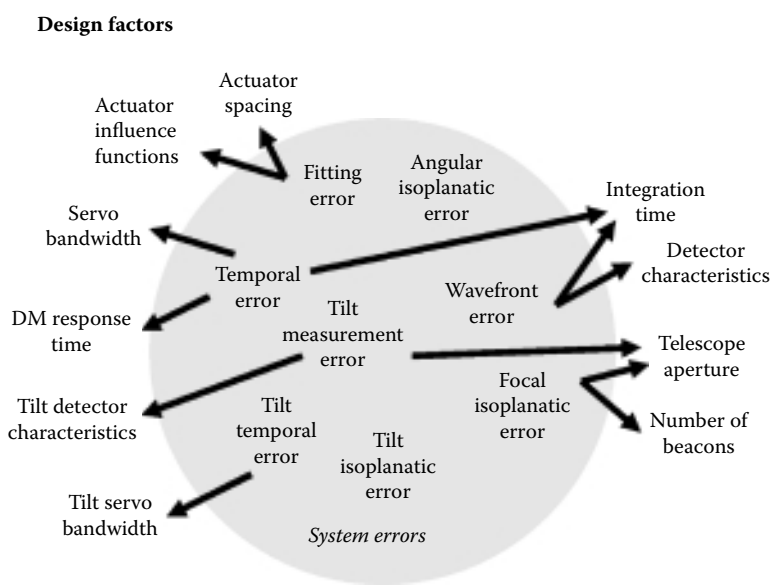 Design factors
Actuator
spacing
Actuator
influence
functions
Fitting
error
Angular
isoplanatic
error
Integration
time
Servo
bandwidth
Detector
characteristics
Temporal
error
Wavefront
error
DM response
time
Tilt
measurement
error
Telescope
aperture
Focal
isoplanatic
error
Tilt detector
characteristics
Tilt
temporal
error
Number of
beacons
Tilt
isoplanatic
error
Tilt servo
bandwidth
System errors